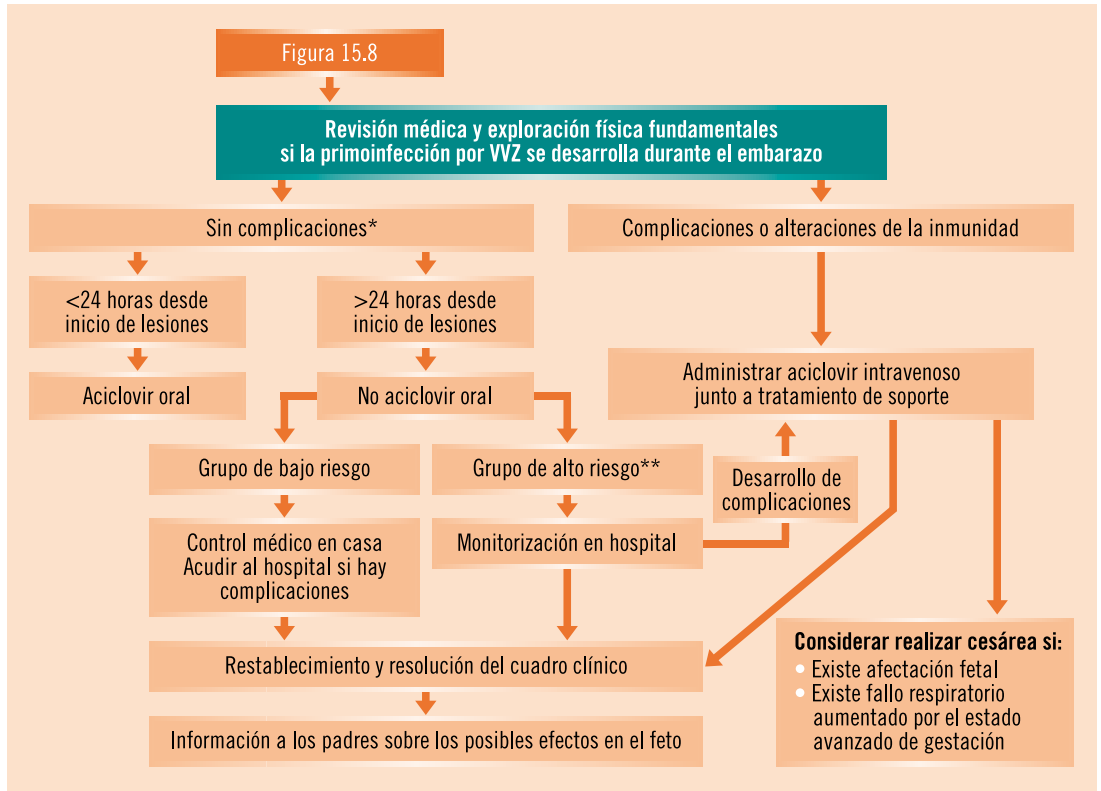 Figura 15.8
Revisión médica y exploración física fundamentales
si la primoinfección por VVZ se desarrolla durante el embarazo
Sin complicaciones*
Complicaciones o alteraciones de la inmunidad
<24 horas desde
inicio de lesiones
>24 horas desde
inicio de lesiones
Aciclovir oral
No aciclovir oral
Administrar aciclovir intravenoso
junto a tratamiento de soporte
Grupo de bajo riesgo
Grupo de alto riesgo**
Desarrollo de
complicaciones
Control médico en casa
Acudir al hospital si hay
complicaciones
Monitorización en hospital
Restablecimiento y resolución del cuadro clínico
Considerar realizar cesárea si:
• Existe afectación fetal
• Existe fallo respiratorio
aumentado por el estado
avanzado de gestación
Información a los padres sobre los posibles efectos en el feto